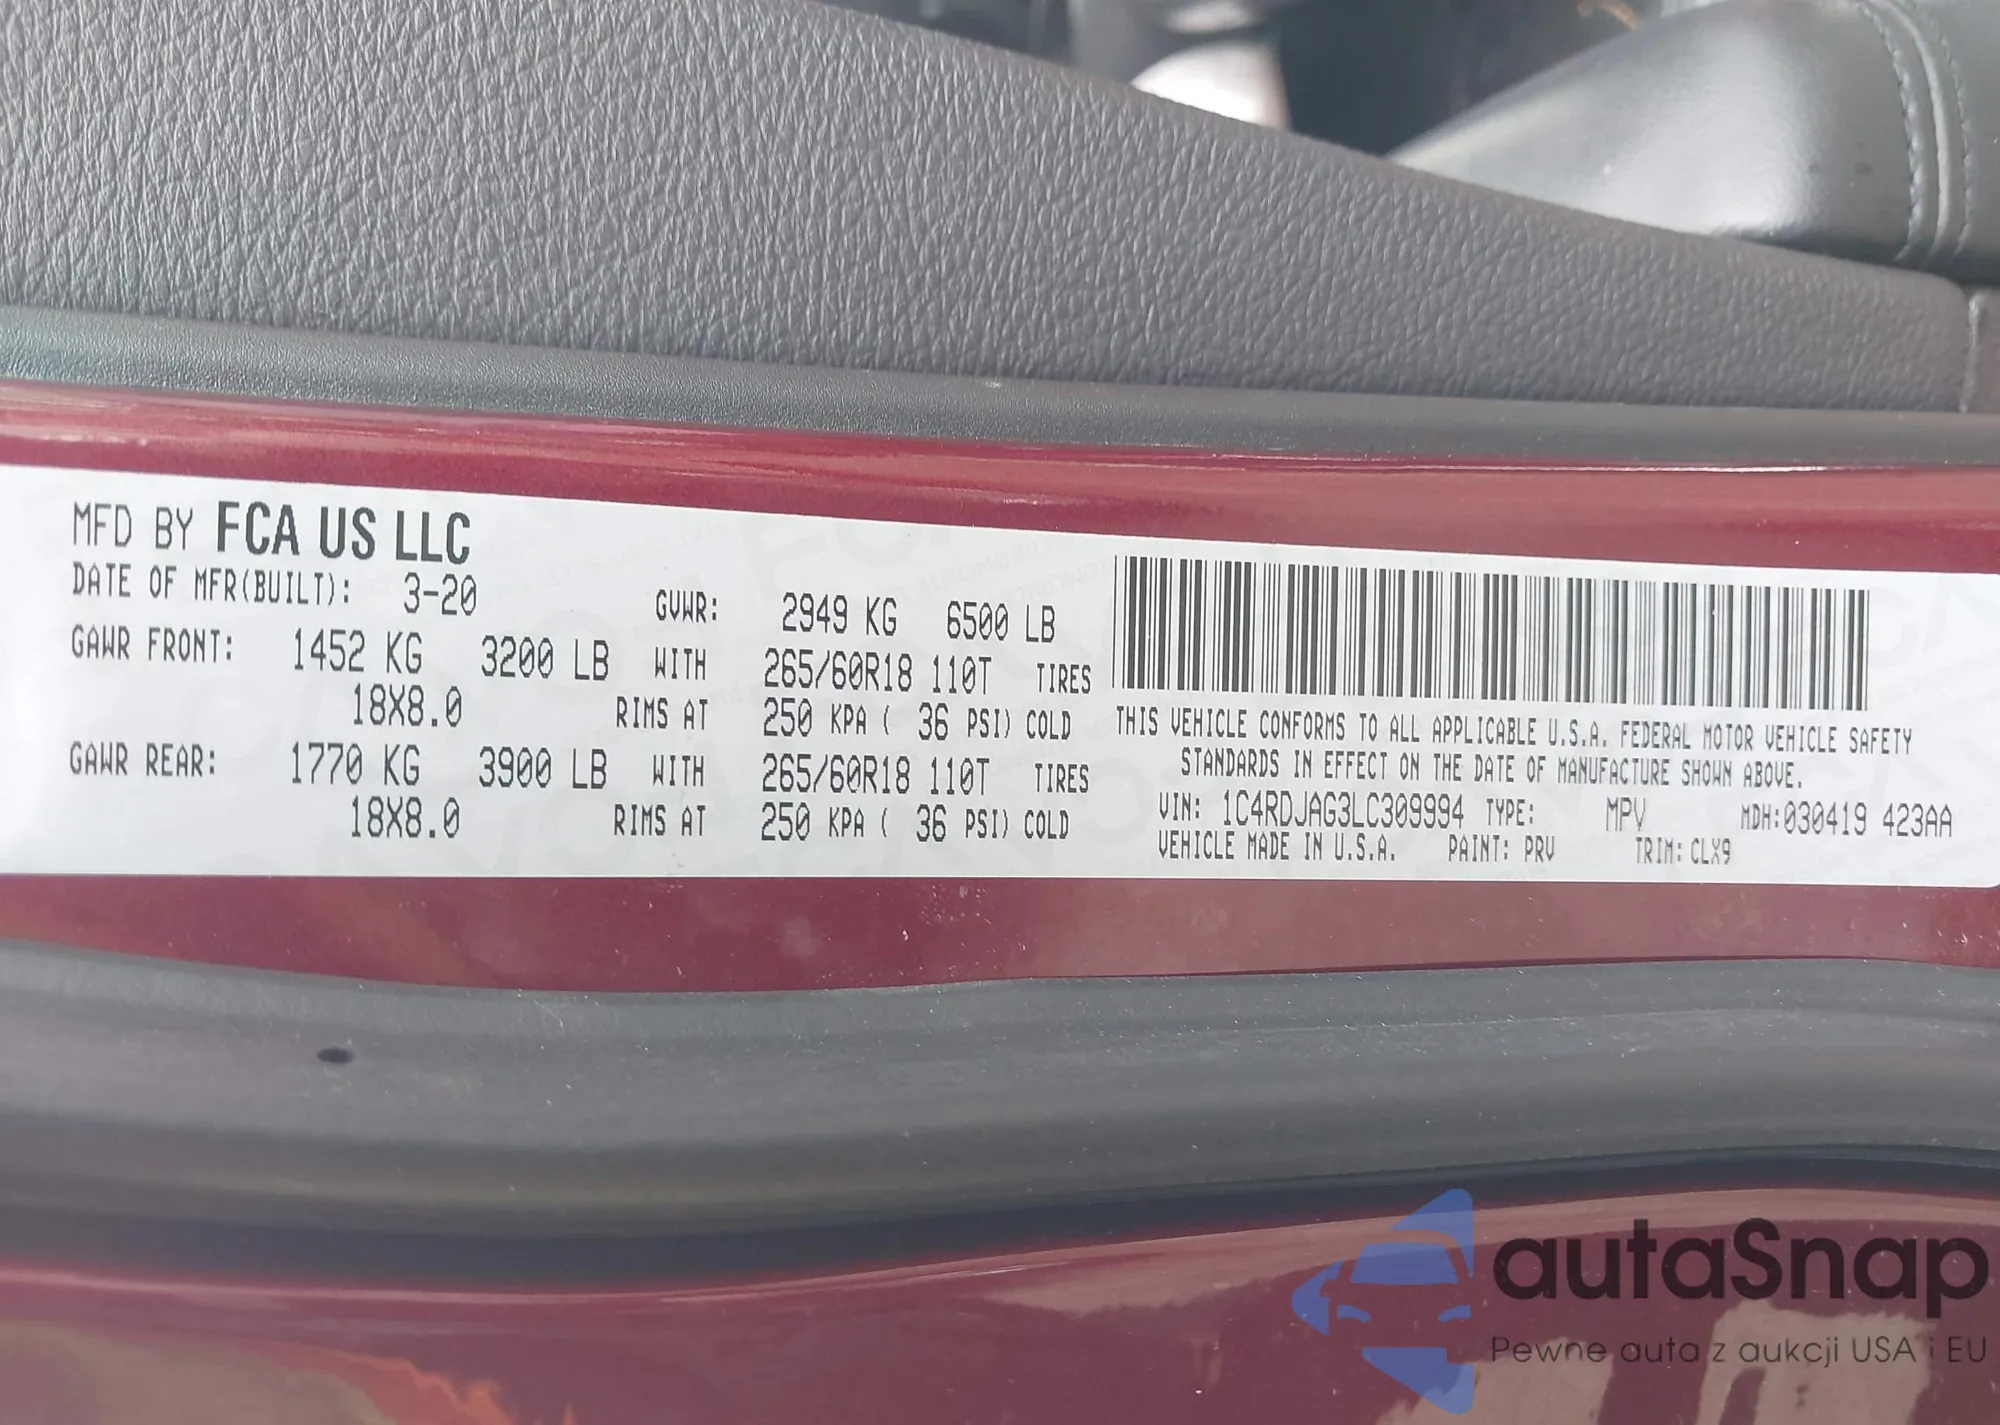 MFD BY FCA US LLC
DATE OF MFR(BUILT): 3-20 GVWR: 2949 KG 6500 LB
GAWR FRONT: 1452 KG 3200 LB WITH 265/60R18 110T TIRES
18X8.0 RIMS AT 250 KPA ( 36 PSI) COLD
GAWR REAR: 1770 KG 3900 LB WITH 265/60R18 110T TIRES
18X8.0 RIMS AT 250 KPA ( 36 PSI) COLD
THIS VEHICLE CONFORMS TO ALL APPLICABLE U.S.A. FEDERAL MOTOR VEHICLE SAFETY
STANDARDS IN EFFECT ON THE DATE OF MANUFACTURE SHOWN ABOVE.
VIN: 1C4RDJAG3LC309994 TYPE: MPV MDH:030419 423AA
VEHICLE MADE IN U.S.A. PAINT: PRV TRIM: CLX9
autaSnap
Pewne auta z aukcji USA i EU